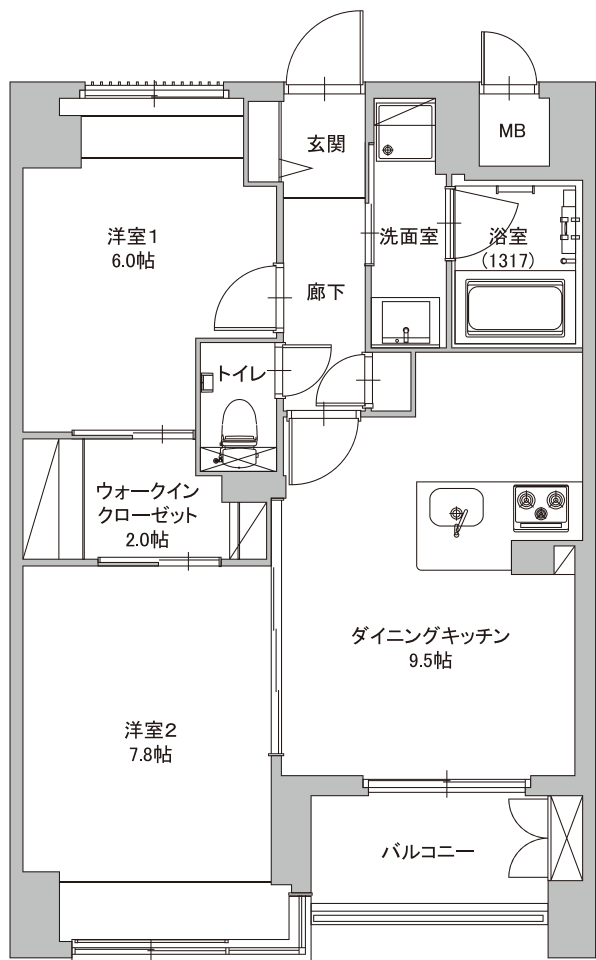 玄関
MB
洋室1
6.0帖
洗面室
浴室
(1317)
廊下
トイレ
ウォークイン
クローゼット
2.0帖
ダイニングキッチン
9.5帖
洋室2
7.8帖
バルコニー